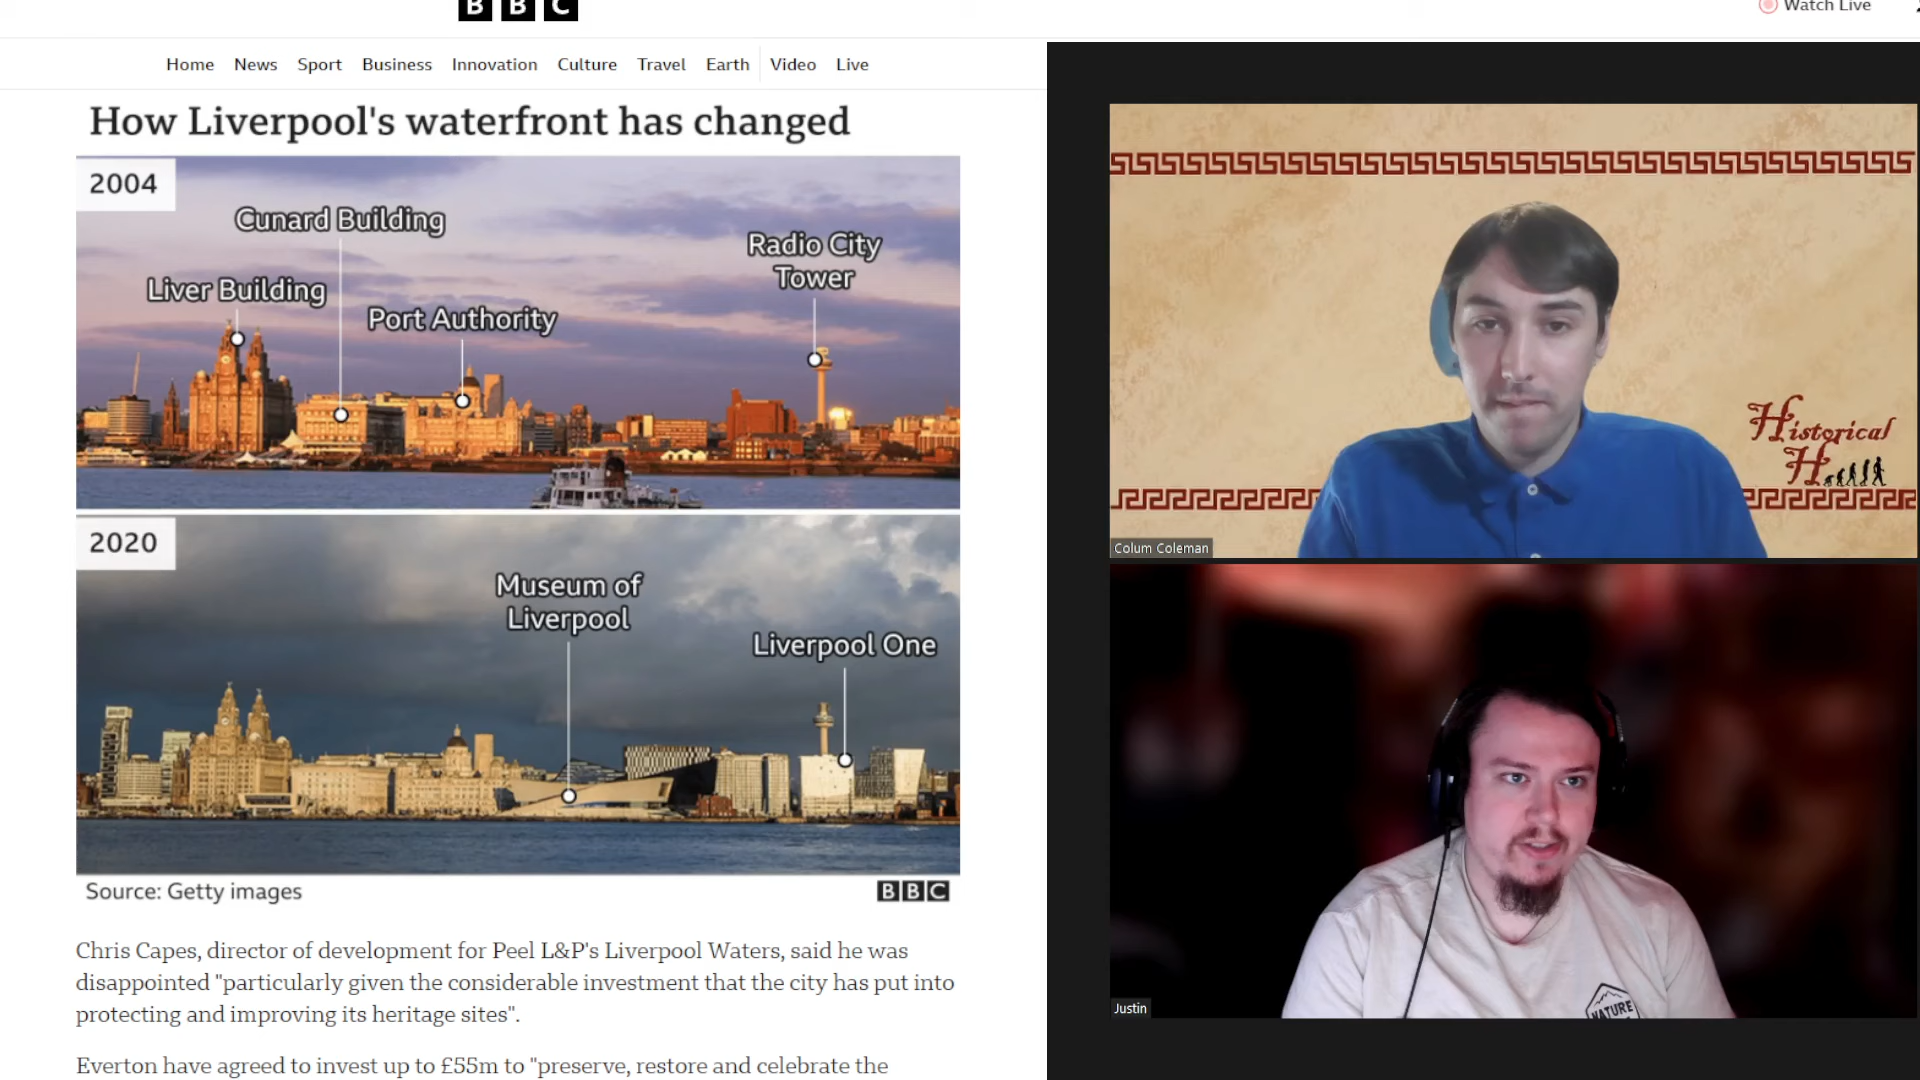 BBC
Watch Live
Home News Sport Business Innovation Culture Travel Earth Video Live
How Liverpool's waterfront has changed
2004
Cunard Building
Radio City
Tower
Liver Building
Port Authority
2020
Museum of
Liverpool
Liverpool One
Source: Getty images
BBC
Chris Capes, director of development for Peel L&P's Liverpool Waters, said he was
disappointed "particularly given the considerable investment that the city has put into
protecting and improving its heritage sites".
Everton have agreed to invest up to £55m to "preserve, restore and celebrate the
Historical
H
Colum Coleman
NATURE
Justin